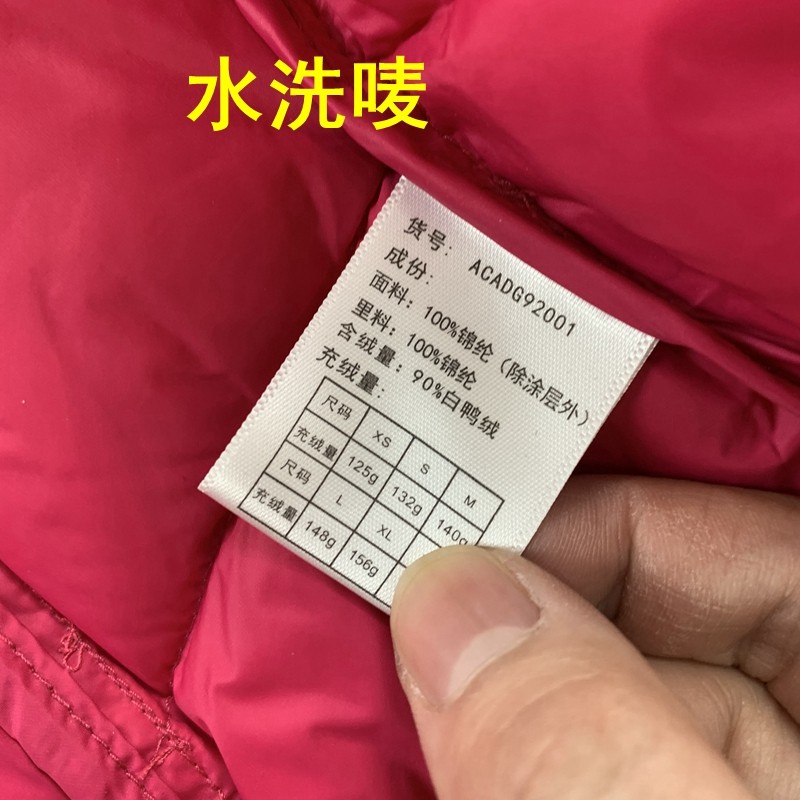 水洗唛
货号: ACADG92001
成份:
面料: 100%锦纶 (除涂层外)
里料: 100%锦纶
含绒量: 90%白鸭绒
充绒量:
尺码 XS S M
充绒量 125g 132g 140g
尺码 L XL
充绒量 148g 156g